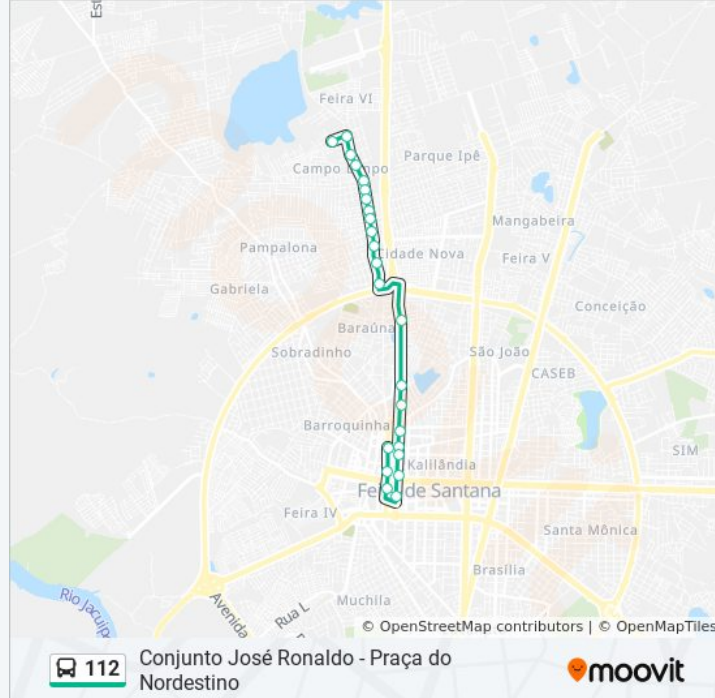 Est
Feira VI
Parque Ipê
Campo Limpo
Mangabeira
Pampalona
Cidade Nova
Feira V
Gabriela
Conceição
Baraúna
Sobradinho
São João
CASEB
Barroquinha
SIM
Kalilândia
Feira de Santana
Feira IV
Santa Mônica
Brasília
Rio Jacuípe
Avenida
Rua L
Muchila
© OpenStreetMap contributors | © OpenMapTiles
112
Conjunto José Ronaldo - Praça do
Nordestino
moovit